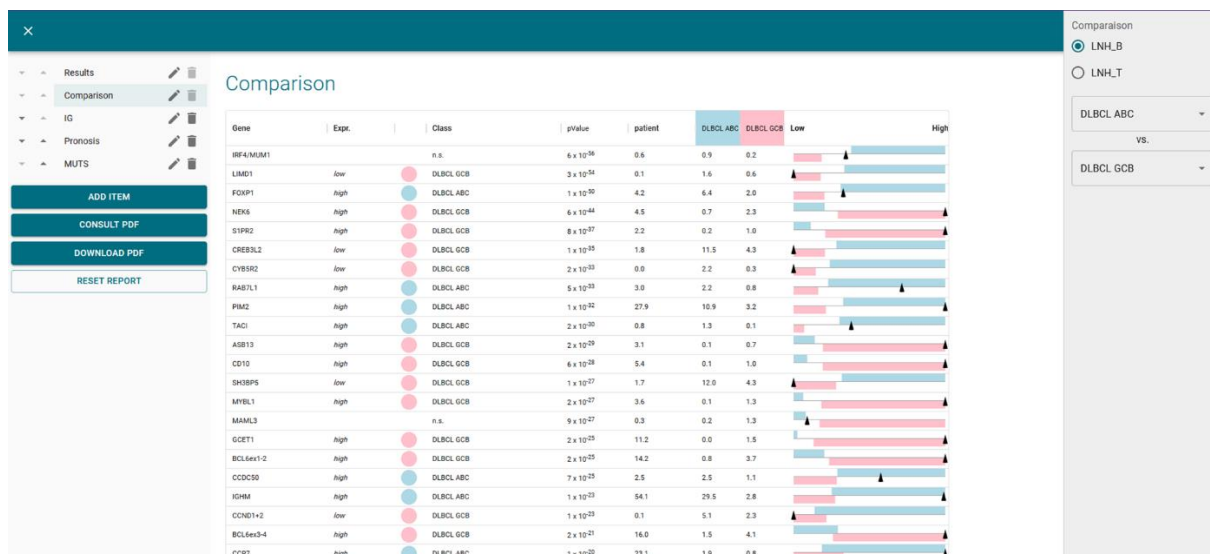 ×
Comparaison
LNH_B
LNH_T
DLBCL ABC
vs.
DLBCL GCB
Results
Comparison
IG
Pronosis
MUTS
ADD ITEM
CONSULT PDF
DOWNLOAD PDF
RESET REPORT
Comparison
Gene Expr. Class pValue patient DLBCL ABC DLBCL GCB Low High
IRF4/MUM1 n.s. 6 x 10-56 0.6 0.9 0.2
LIMD1 low DLBCL GCB 3 x 10-54 0.1 1.6 0.6
FOXP1 high DLBCL ABC 1 x 10-50 4.2 6.4 2.0
NEK6 high DLBCL GCB 6 x 10-44 4.5 0.7 2.3
S1PR2 high DLBCL GCB 8 x 10-37 2.2 0.2 1.0
CREB3L2 low DLBCL GCB 1 x 10-35 1.8 11.5 4.3
CYB5R2 low DLBCL GCB 2 x 10-33 0.0 2.2 0.3
RAB7L1 high DLBCL ABC 5 x 10-33 3.0 2.2 0.8
PIM2 high DLBCL ABC 1 x 10-32 27.9 10.9 3.2
TACI high DLBCL ABC 2 x 10-30 0.8 1.3 0.1
ASB13 high DLBCL GCB 2 x 10-29 3.1 0.1 0.7
CD10 high DLBCL GCB 6 x 10-28 5.4 0.1 1.0
SH3BP5 low DLBCL GCB 1 x 10-27 1.7 12.0 4.3
MYBL1 high DLBCL GCB 2 x 10-27 3.6 0.1 1.3
MAML3 n.s. 9 x 10-27 0.3 0.2 1.3
GCET1 high DLBCL GCB 2 x 10-25 11.2 0.0 1.5
BCL6ex1-2 high DLBCL GCB 2 x 10-25 14.2 0.8 3.7
CCDC50 high DLBCL ABC 7 x 10-25 2.5 2.5 1.1
IGHM high DLBCL ABC 1 x 10-23 54.1 29.5 2.8
CCND1+2 low DLBCL GCB 1 x 10-23 0.1 5.1 2.3
BCL6ex3-4 high DLBCL GCB 2 x 10-21 16.0 1.5 4.1
high DLBCL ABC 1 x 10-20 23.1 1.9 0.8